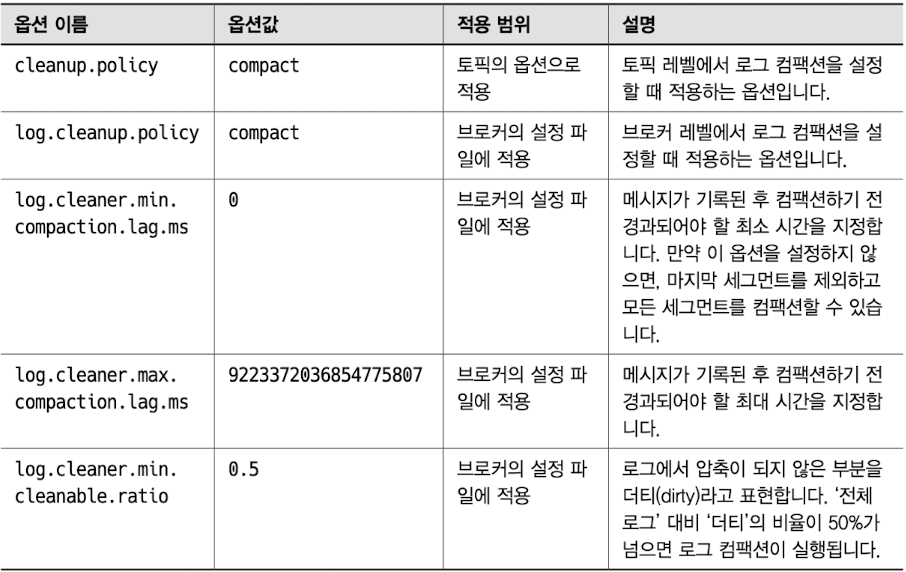 옵션 이름 옵션값 적용 범위 설명
cleanup.policy compact 토픽의 옵션으로 토픽 레벨에서 로그 컴팩션을 설정
적용 할 때 적용하는 옵션입니다.
log.cleanup.policy compact 브로커의 설정 파 브로커 레벨에서 로그 컴팩션을 설
일에 적용 정할 때 적용하는 옵션입니다.
log.cleaner.min. 0 브로커의 설정 파 메시지가 기록된 후 컴팩션하기 전
compaction.lag.ms 일에 적용 경과되어야 할 최소 시간을 지정합
니다. 만약 이 옵션을 설정하지 않
으면, 마지막 세그먼트를 제외하고
모든 세그먼트를 컴팩션할 수 있습
니다.
log.cleaner.max. 9223372036854775807 브로커의 설정 파 메시지가 기록된 후 컴팩션하기 전
compaction.lag.ms 일에 적용 경과되어야 할 최대 시간을 지정합
니다.
log.cleaner.min. 0.5 브로커의 설정 파 로그에서 압축이 되지 않은 부분을
cleanable.ratio 일에 적용 더티(dirty)라고 표현합니다. ‘전체
로그’ 대비 ‘더티’의 비율이 50%가
넘으면 로그 컴팩션이 실행됩니다.